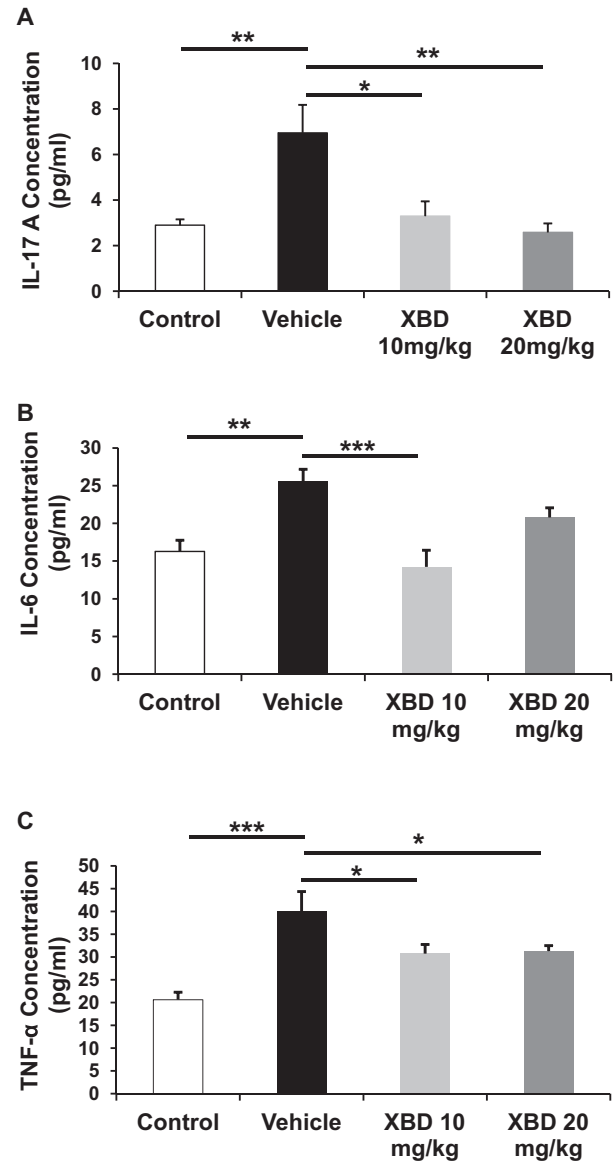 A
IL-17 A Concentration
(pg/ml)
10
8
6
4
2
0
**
**
*
Control
Vehicle
XBD
10mg/kg
XBD
20mg/kg
B
IL-6 Concentration
(pg/ml)
30
25
20
15
10
5
0
**
***
Control
Vehicle
XBD 10
mg/kg
XBD 20
mg/kg
C
TNF-α Concentration
(pg/ml)
50
45
40
35
30
25
20
15
10
5
0
***
*
*
Control
Vehicle
XBD 10
mg/kg
XBD 20
mg/kg